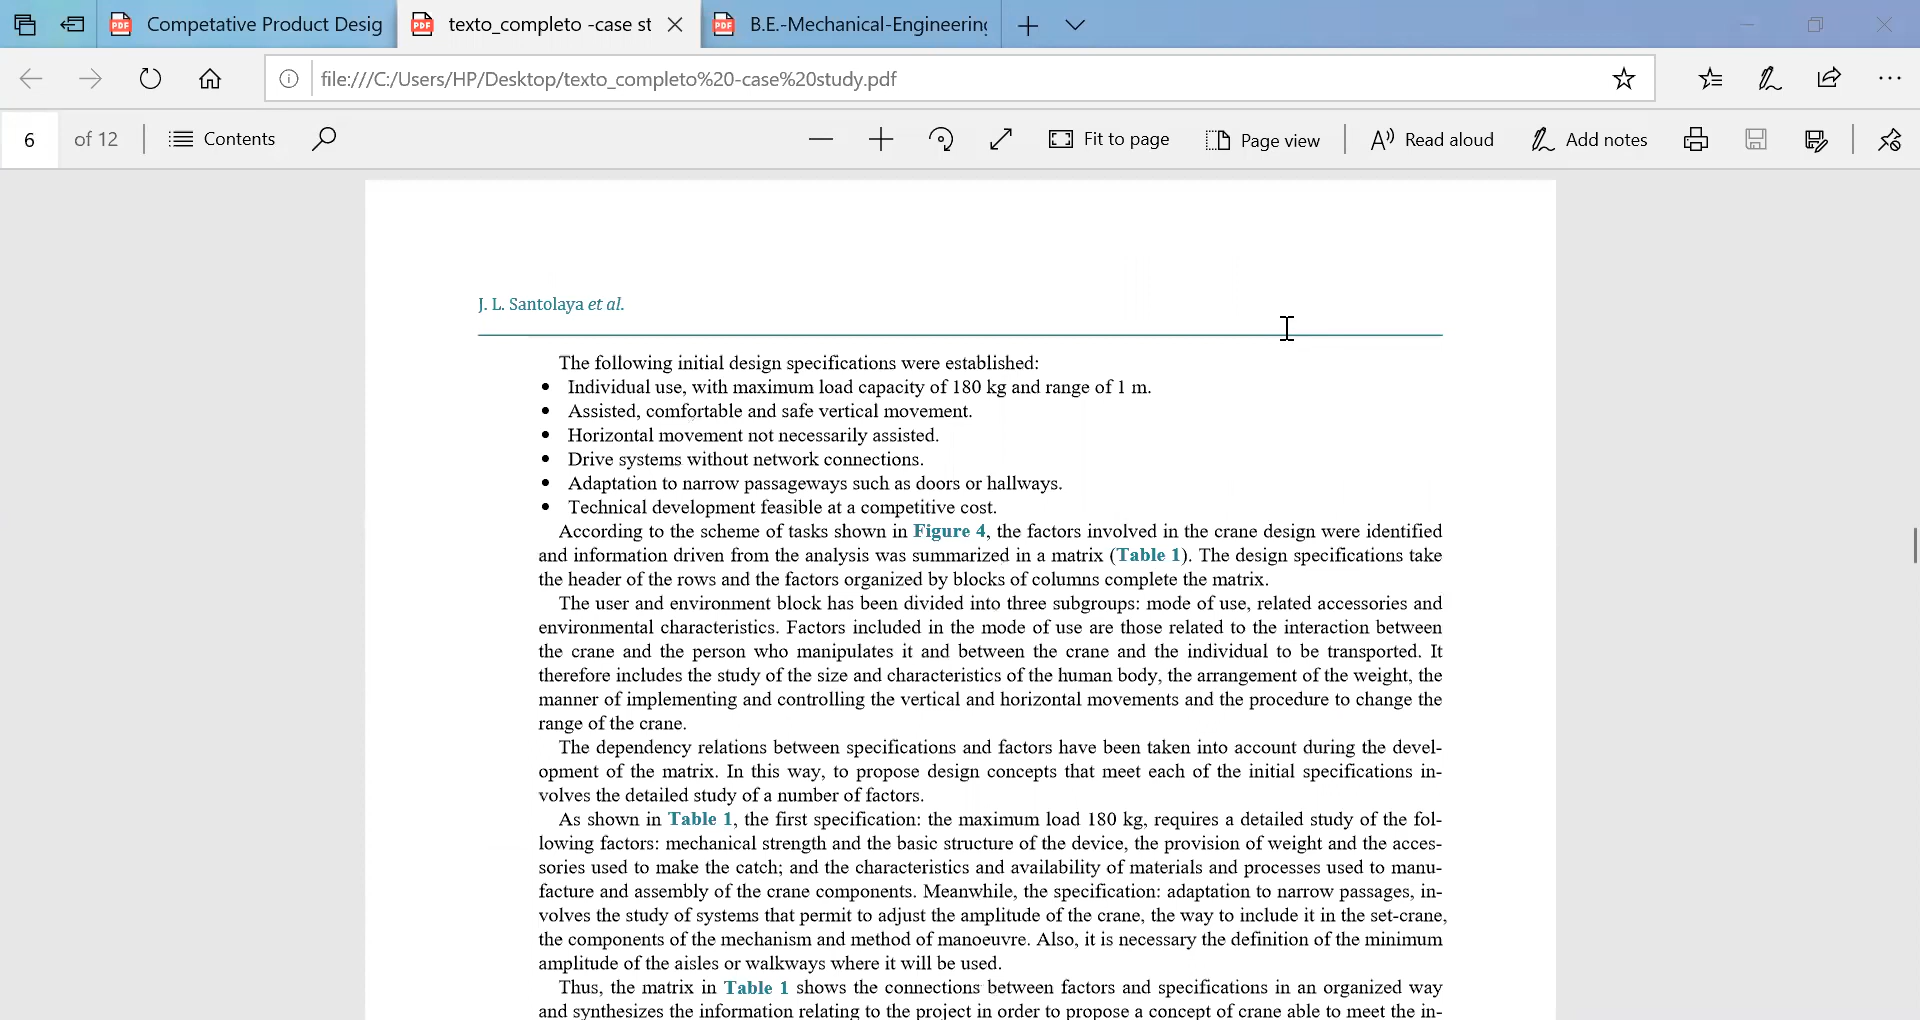 Competative Product Desig
texto_completo -case st
B.E.-Mechanical-Engineering
file:///C:/Users/HP/Desktop/texto_completo%20-case%20study.pdf
6 of 12 Contents Fit to page Page view Read aloud Add notes
J. L. Santolaya et al.
The following initial design specifications were established:
• Individual use, with maximum load capacity of 180 kg and range of 1 m.
• Assisted, comfortable and safe vertical movement.
• Horizontal movement not necessarily assisted.
• Drive systems without network connections.
• Adaptation to narrow passageways such as doors or hallways.
• Technical development feasible at a competitive cost.
According to the scheme of tasks shown in Figure 4, the factors involved in the crane design were identified
and information driven from the analysis was summarized in a matrix (Table 1). The design specifications take
the header of the rows and the factors organized by blocks of columns complete the matrix.
The user and environment block has been divided into three subgroups: mode of use, related accessories and
environmental characteristics. Factors included in the mode of use are those related to the interaction between
the crane and the person who manipulates it and between the crane and the individual to be transported. It
therefore includes the study of the size and characteristics of the human body, the arrangement of the weight, the
manner of implementing and controlling the vertical and horizontal movements and the procedure to change the
range of the crane.
The dependency relations between specifications and factors have been taken into account during the devel-
opment of the matrix. In this way, to propose design concepts that meet each of the initial specifications in-
volves the detailed study of a number of factors.
As shown in Table 1, the first specification: the maximum load 180 kg, requires a detailed study of the fol-
lowing factors: mechanical strength and the basic structure of the device, the provision of weight and the acces-
sories used to make the catch; and the characteristics and availability of materials and processes used to manu-
facture and assembly of the crane components. Meanwhile, the specification: adaptation to narrow passages, in-
volves the study of systems that permit to adjust the amplitude of the crane, the way to include it in the set-crane,
the components of the mechanism and method of manoeuvre. Also, it is necessary the definition of the minimum
amplitude of the aisles or walkways where it will be used.
Thus, the matrix in Table 1 shows the connections between factors and specifications in an organized way
and synthesizes the information relating to the project in order to propose a concept of crane able to meet the in-